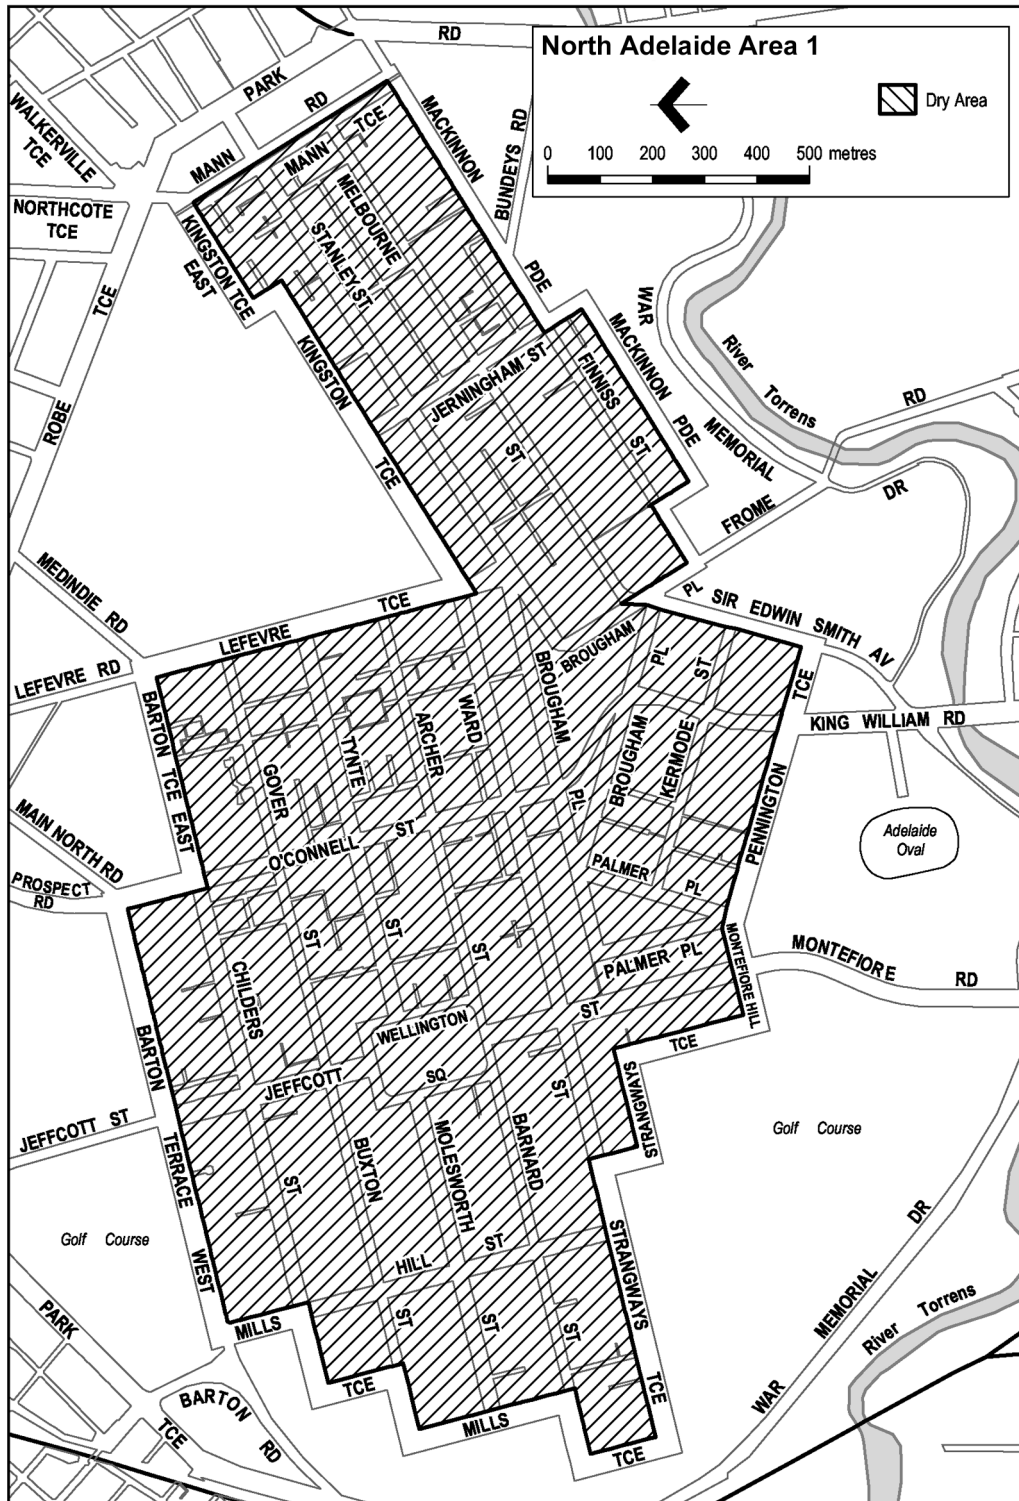 North Adelaide Area 1
Dry Area
0 100 200 300 400 500 metres
RD
PARK
RD
MACKINNON
BUNDEYS RD
PDE
WALKERVILLE
TCE
MANN
MANN
TCE
NORTHCOTE
TCE
KINGSTON TCE
EAST
MELBOURNE
STANLEY ST
ROBE
TCE
KINGSTON
TCE
JERNINGHAM ST
ST
FINNISS
ST
MACKINNON
PDE
WAR
MEMORIAL
DR
River
Torrens
RD
FROME
MEDINDIE RD
LEFEVRE
TCE
LEFEVRE RD
PL
SIR EDWIN SMITH AV
BROUGHAM
PL
ST
TCE
KING WILLIAM RD
BARTON TCE EAST
GOVER
TYNTE
ARCHER
WARD
BROUGHAM
PL
BROUGHAM
KERMODE
PENNINGTON
Adelaide
Oval
MAIN NORTH RD
PROSPECT
RD
O'CONNELL
ST
PALMER
PL
ST
ST
ST
CHILDERS
PALMER PL
MONTEFIORE HILL
MONTEFIORE
RD
BARTON
TERRACE
WEST
WELLINGTON
SQ
ST
TCE
JEFFCOTT
JEFFCOTT ST
ST
STRANGWAYS
Golf Course
BUXTON
MOLESWORTH
BARNARD
ST
Golf Course
HILL
ST
STRANGWAYS
TCE
WAR
MEMORIAL
DR
River Torrens
PARK
TCE
MILLS
TCE
ST
ST
ST
MILLS
TCE
BARTON
RD